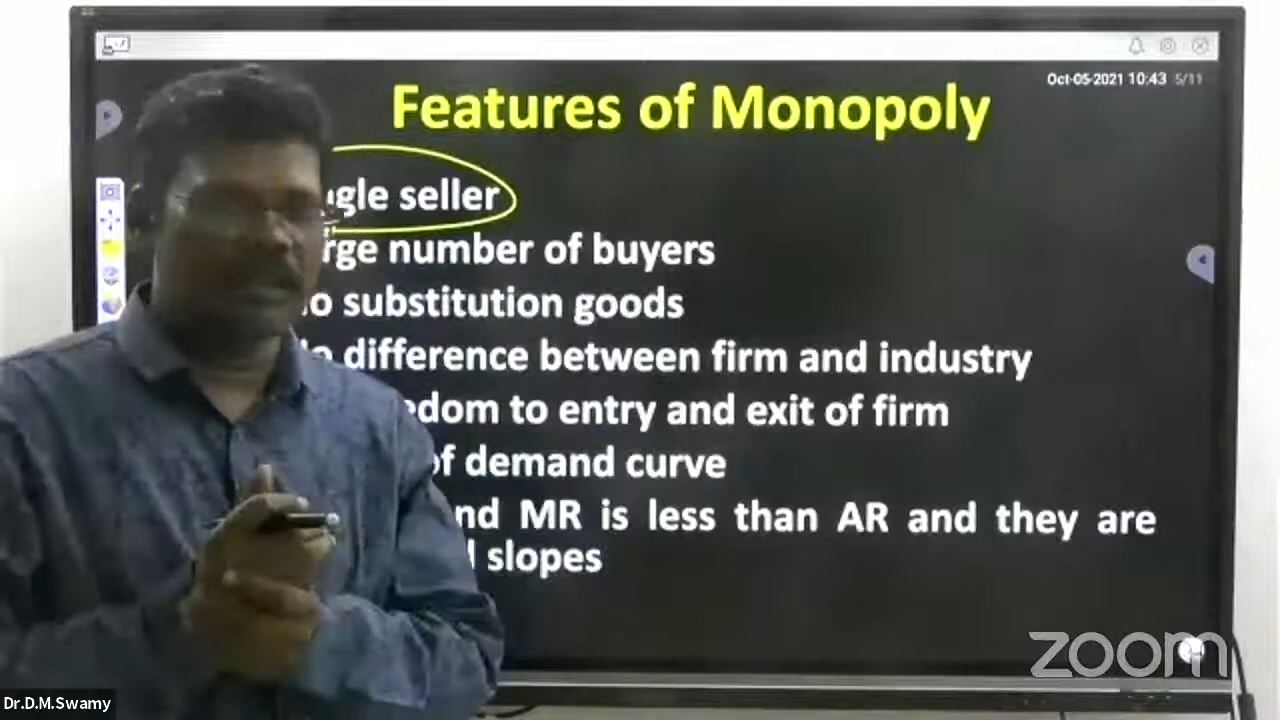 Oct-05-2021 10:43 5/11
Features of Monopoly
gle seller
rge number of buyers
o substitution goods
difference between firm and industry
edom to entry and exit of firm
of demand curve
nd MR is less than AR and they are
slopes
zoom
Dr.D.M.Swamy